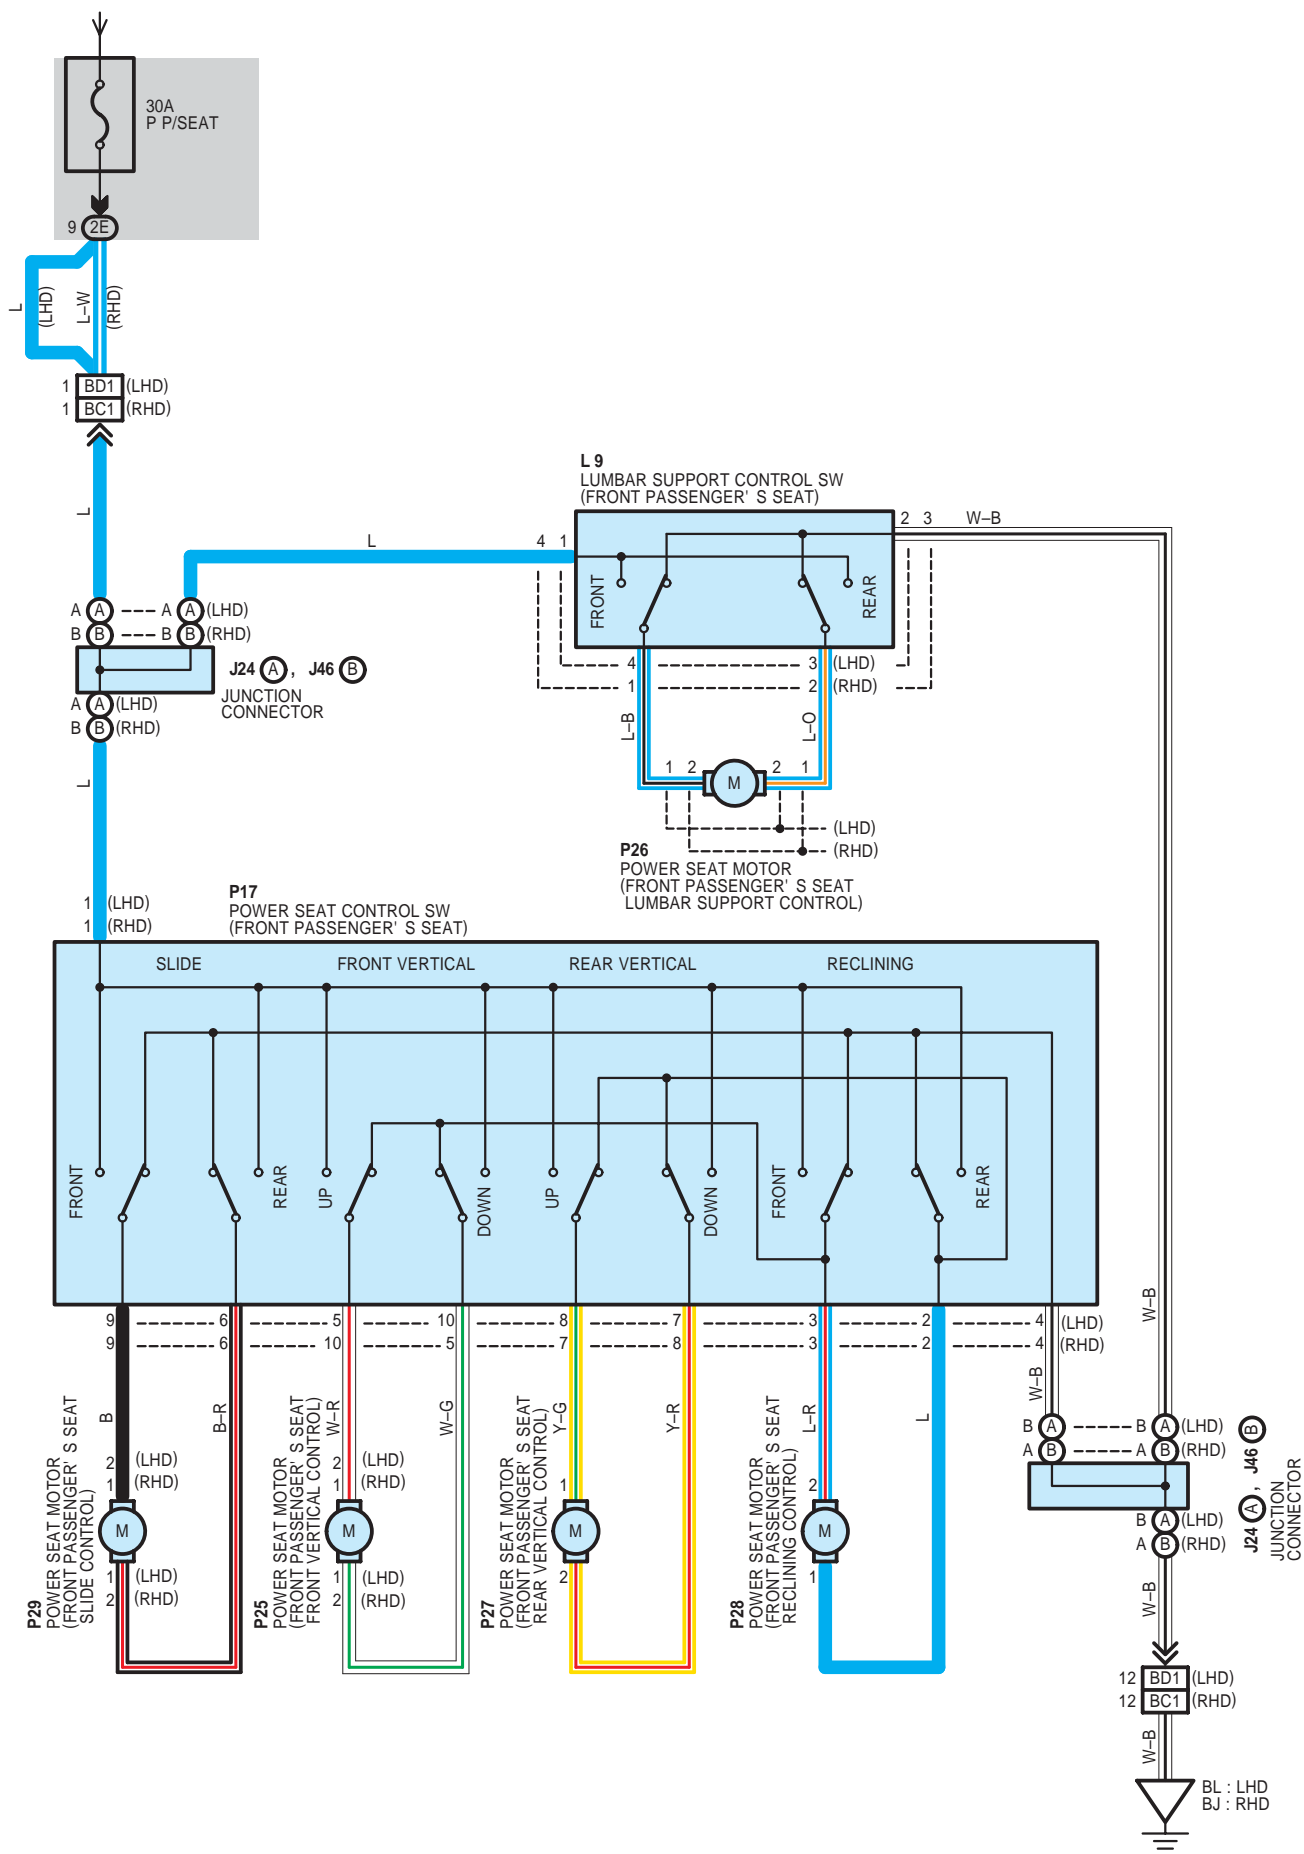 30A
P P/SEAT
9 2E
L
(LHD)
L–W
(RHD)
1 BD1 (LHD)
1 BC1 (RHD)
L
L 9
LUMBAR SUPPORT CONTROL SW
(FRONT PASSENGER' S SEAT)
L
4 1
2 3
W–B
FRONT
REAR
A A A A (LHD)
B B B B (RHD)
J24 A , J46 B
JUNCTION
CONNECTOR
A A (LHD)
B B (RHD)
4 3 (LHD)
1 2 (RHD)
L–B
L–O
1 2 M 2 1
(LHD)
(RHD)
P26
POWER SEAT MOTOR
(FRONT PASSENGER' S SEAT
LUMBAR SUPPORT CONTROL)
L
1 (LHD)
1 (RHD)
P17
POWER SEAT CONTROL SW
(FRONT PASSENGER' S SEAT)
SLIDE FRONT VERTICAL REAR VERTICAL RECLINING
FRONT
REAR
UP
DOWN
UP
DOWN
FRONT
REAR
9 6 5 10 8 7 3 2 4 (LHD)
9 6 10 5 7 8 3 2 4 (RHD)
B
B–R
W–R
W–G
Y–G
Y–R
L–R
L
W–B
W–B
2 (LHD)
1 (RHD)
M
1 (LHD)
2 (RHD)
P29
POWER SEAT MOTOR
(FRONT PASSENGER' S SEAT
SLIDE CONTROL)
2 (LHD)
1 (RHD)
M
1 (LHD)
2 (RHD)
P25
POWER SEAT MOTOR
(FRONT PASSENGER' S SEAT
FRONT VERTICAL CONTROL)
1
M
2
P27
POWER SEAT MOTOR
(FRONT PASSENGER' S SEAT
REAR VERTICAL CONTROL)
2
M
1
P28
POWER SEAT MOTOR
(FRONT PASSENGER' S SEAT
RECLINING CONTROL)
B A B A (LHD)
A B A B (RHD)
J24 A , J46 B
JUNCTION
CONNECTOR
B A (LHD)
A B (RHD)
W–B
12 BD1 (LHD)
12 BC1 (RHD)
W–B
BL : LHD
BJ : RHD